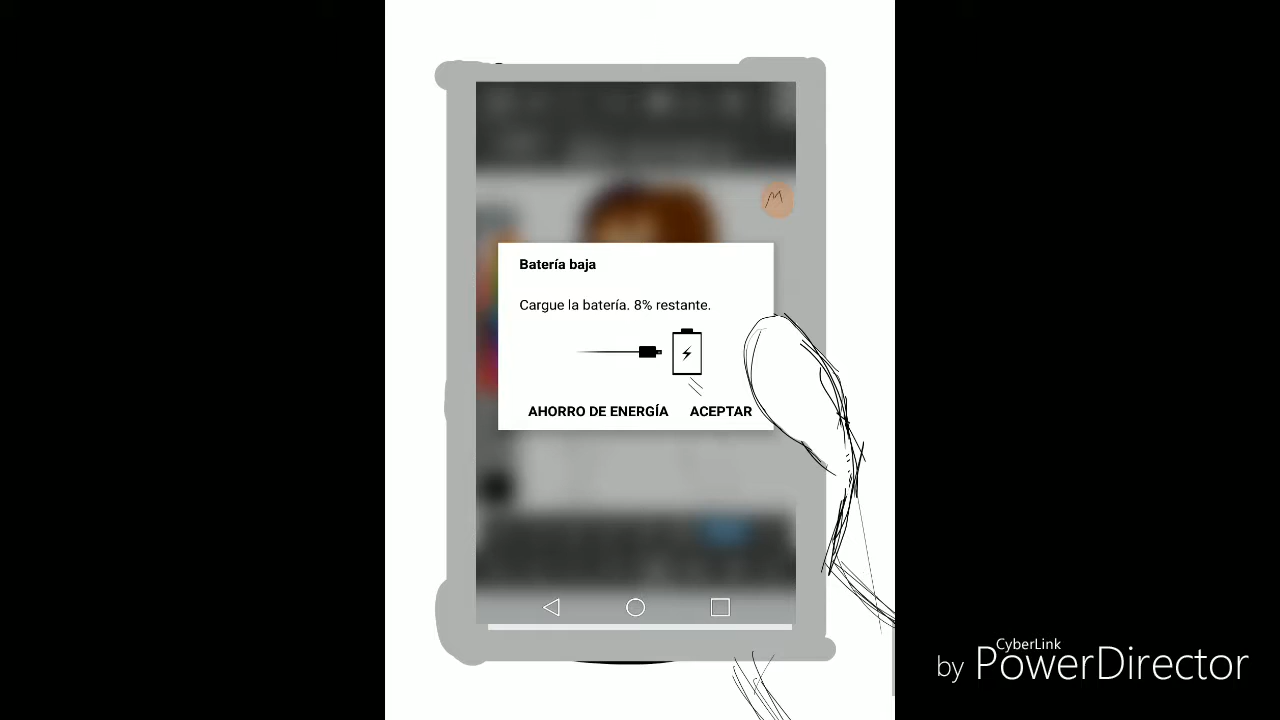 M
Batería baja
Cargue la batería. 8% restante.
AHORRO DE ENERGÍA ACEPTAR
CyberLink
by PowerDirector